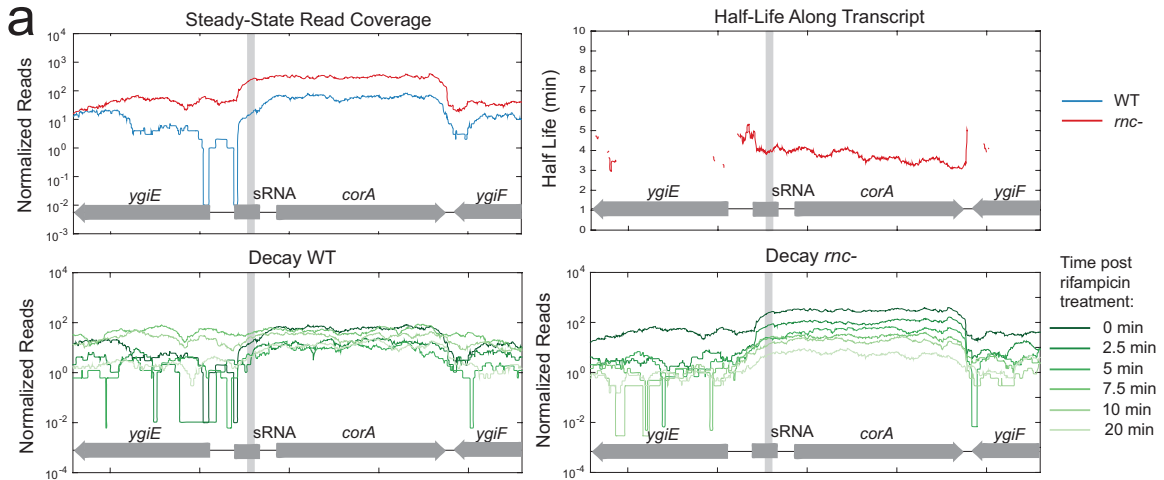 a
Steady-State Read Coverage
Normalized Reads
10^4
10^3
10^2
10^1
10^0
10^-1
10^-2
10^-3
ygiE
sRNA
corA
ygiF
Half-Life Along Transcript
Half Life (min)
10
9
8
7
6
5
4
3
2
1
0
ygiE
sRNA
corA
ygiF
WT
rnc-
Decay WT
Normalized Reads
10^4
10^2
10^0
10^-2
10^-4
ygiE
sRNA
corA
ygiF
Decay rnc-
Normalized Reads
10^4
10^2
10^0
10^-2
10^-4
ygiE
sRNA
corA
ygiF
Time post
rifampicin
treatment:
0 min
2.5 min
5 min
7.5 min
10 min
20 min